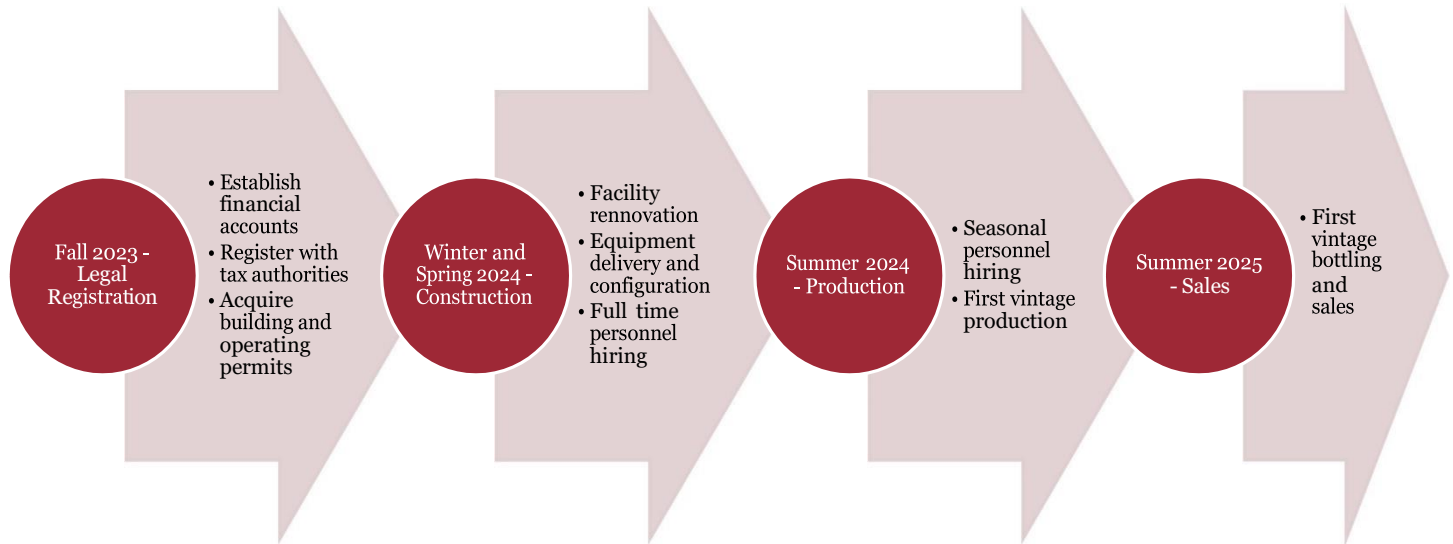 Fall 2023 -
Legal
Registration
• Establish
financial
accounts
• Register with
tax authorities
• Acquire
building and
operating
permits
Winter and
Spring 2024 -
Construction
• Facility
rennovation
• Equipment
delivery and
configuration
• Full time
personnel
hiring
Summer 2024
- Production
• Seasonal
personnel
hiring
• First vintage
production
Summer 2025
- Sales
• First
vintage
bottling
and
sales